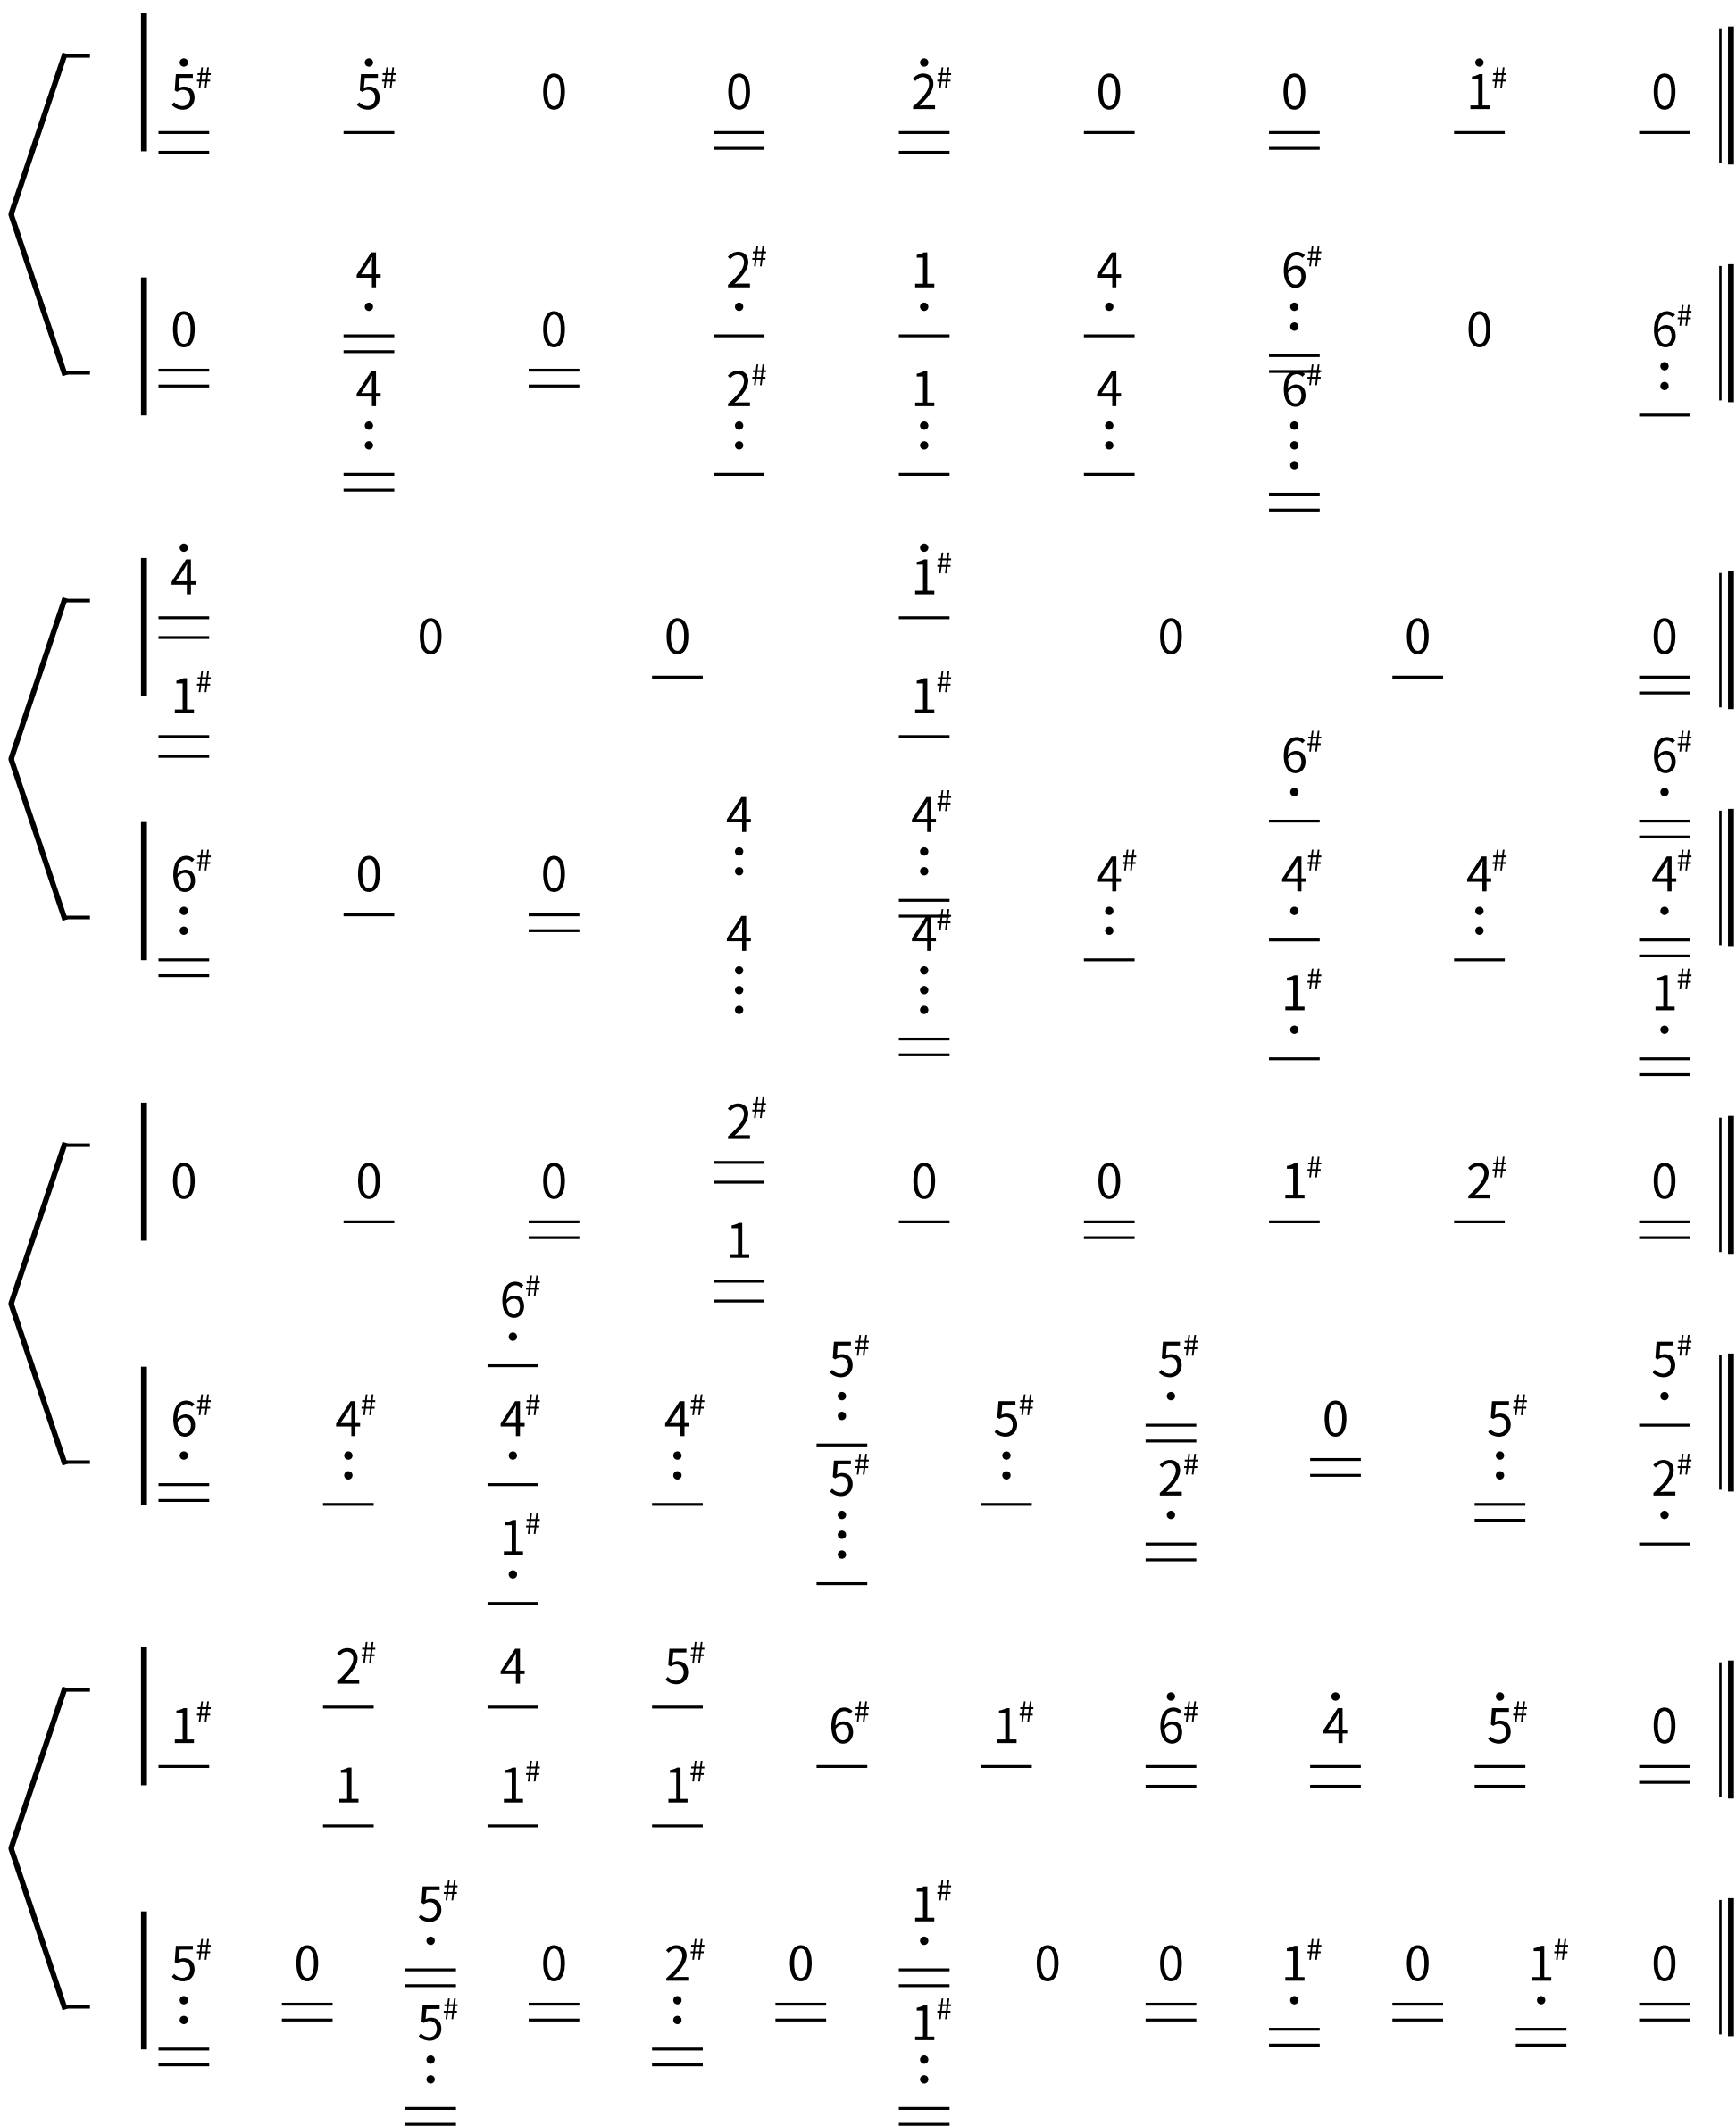 5# 5# 0 0 2# 0 0 1# 0
4 2# 1 4 6#
0 0 0 6#
4 2# 1 4 6#
4 1#
0 0 0 0 0
1# 1#
6# 6#
4 4#
6# 0 0 4# 4# 4# 4#
4 4#
1# 1#
2#
0 0 0 0 0 1# 2# 0
1
6#
5# 5# 5#
6# 4# 4# 4# 5# 0 5#
5# 2# 2#
1#
2# 4 5#
1# 6# 1# 6# 4 5# 0
1 1# 1#
5# 1#
5# 0 0 2# 0 0 0 1# 0 1# 0
5# 1#